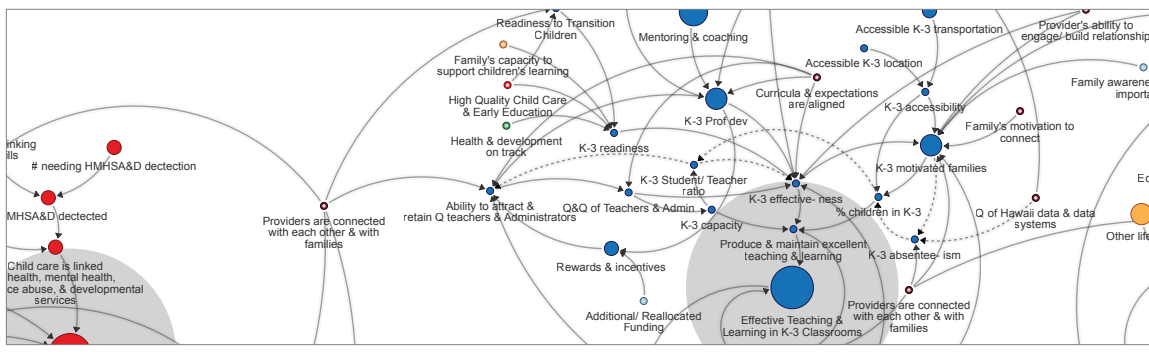 Readiness to Transition
Children
Mentoring & coaching
Accessible K-3 transportation
Provider's ability to
engage/ build relationship
Family's capacity to
support children's learning
Accessible K-3 location
Family awarene
importa
High Quality Child Care
& Early Education
Curricula & expectations
are aligned
K-3 accessibility
K-3 Prof dev
Family's motivation to
connect
Health & development
on track
K-3 readiness
inking
ills
# needing HMHSA&D dectection
K-3 motivated families
K-3 Student/ Teacher
ratio
K-3 effective- ness
MHSA&D dectected
Providers are connected
with each other & with
families
Ability to attract &
retain Q teachers & Administrators
Q&Q of Teachers & Admin
K-3 capacity
% children in K-3
Q of Hawaii data & data
systems
Other life
Produce & maintain excellent
teaching & learning
K-3 absentee- ism
Rewards & incentives
Child care is linked
health, mental health,
ce abuse, & developmental
services
Additional/ Reallocated
Funding
Effective Teaching &
Learning in K-3 Classrooms
Providers are connected
with each other & with
families